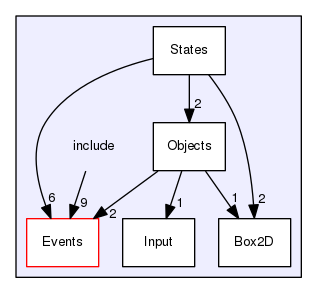 States
2
Objects
include
6
9
2
1
1
2
Events
Input
Box2D